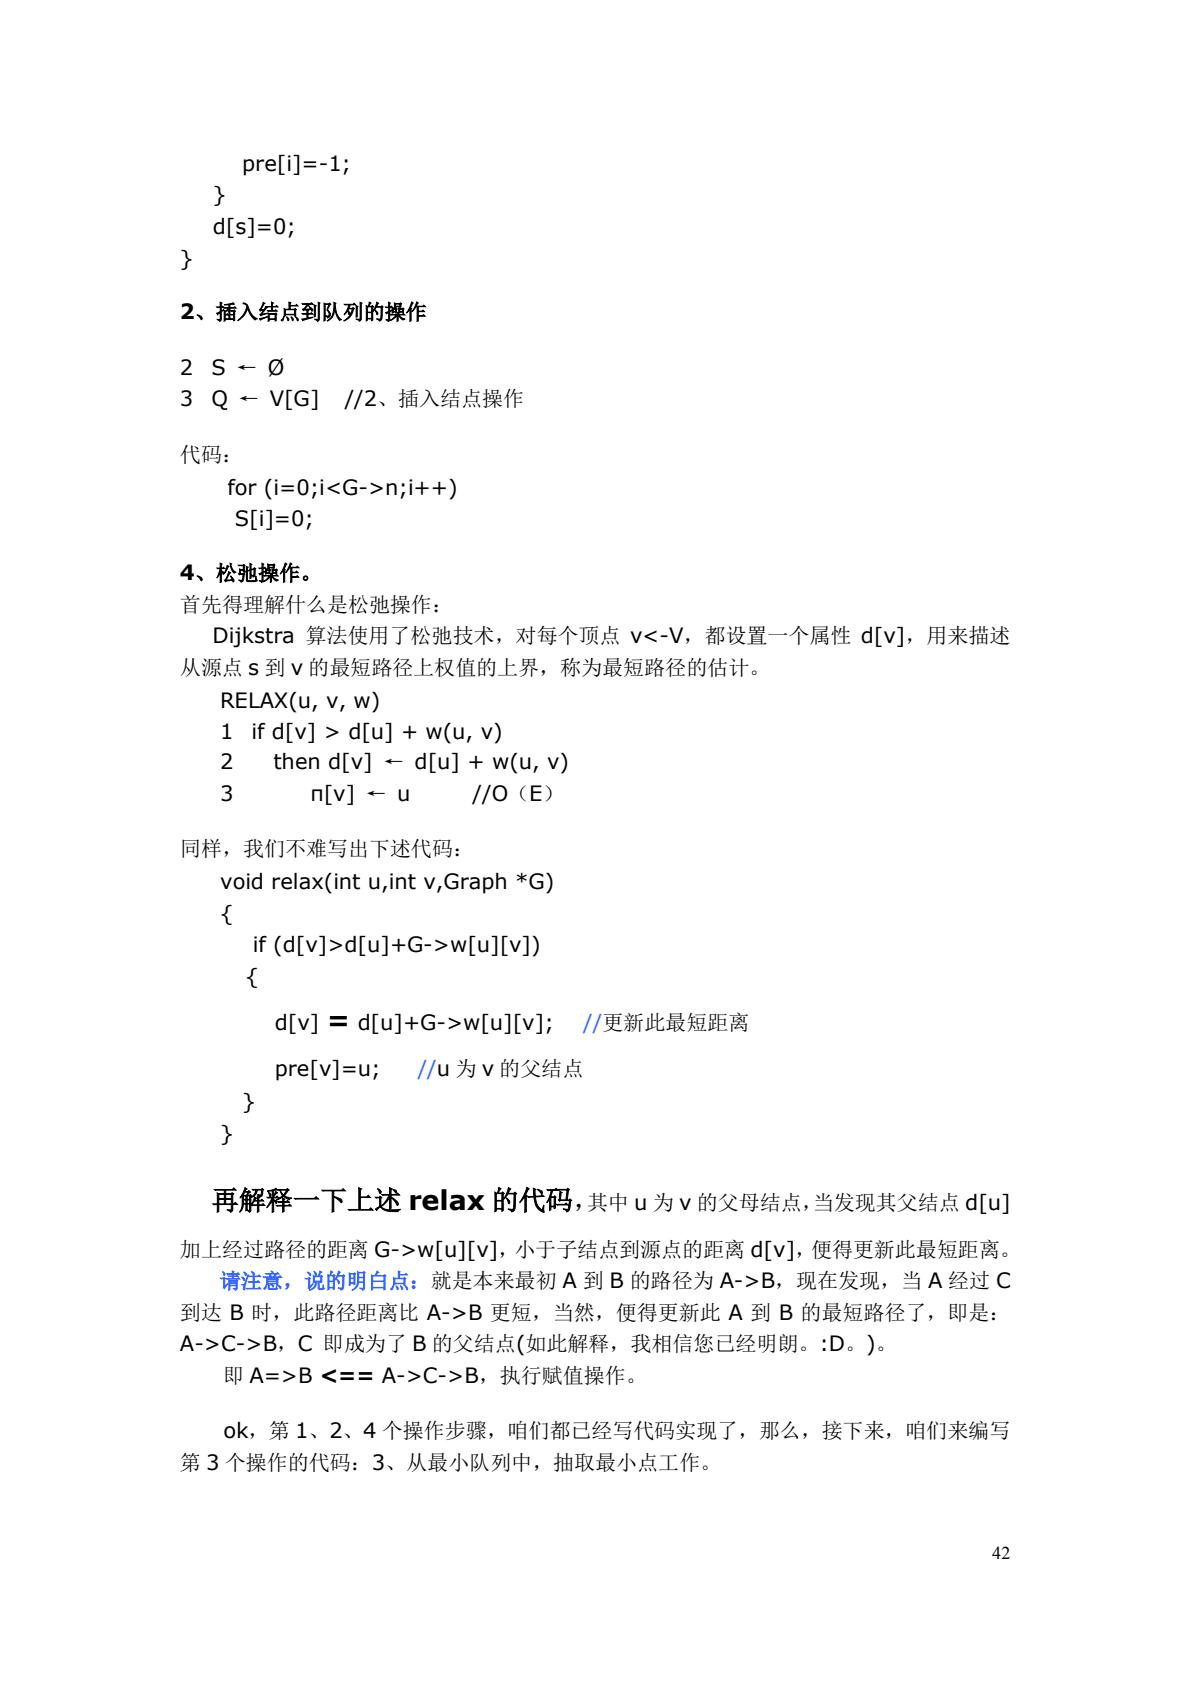 pre[i]=-1;
}
d[s]=0;
}
2、插入结点到队列的操作
2 S ← Ø
3 Q ← V[G] //2、插入结点操作
代码：
for (i=0;i<G->n;i++)
S[i]=0;
4、松弛操作。
首先得理解什么是松弛操作：
Dijkstra 算法使用了松弛技术，对每个顶点 v<-V，都设置一个属性 d[v]，用来描述
从源点 s 到 v 的最短路径上权值的上界，称为最短路径的估计。
RELAX(u, v, w)
1 if d[v] > d[u] + w(u, v)
2 then d[v] ← d[u] + w(u, v)
3 π[v] ← u //O（E）
同样，我们不难写出下述代码：
void relax(int u,int v,Graph *G)
{
if (d[v]>d[u]+G->w[u][v])
{
d[v] = d[u]+G->w[u][v]; //更新此最短距离
pre[v]=u; //u 为 v 的父结点
}
}
再解释一下上述 relax 的代码，其中 u 为 v 的父母结点，当发现其父结点 d[u]
加上经过路径的距离 G->w[u][v]，小于子结点到源点的距离 d[v]，便得更新此最短距离。
请注意，说的明白点：就是本来最初 A 到 B 的路径为 A->B，现在发现，当 A 经过 C
到达 B 时，此路径距离比 A->B 更短，当然，便得更新此 A 到 B 的最短路径了，即是：
A->C->B，C 即成为了 B 的父结点(如此解释，我相信您已经明朗。:D。)。
即 A=>B <== A->C->B，执行赋值操作。
ok，第 1、2、4 个操作步骤，咱们都已经写代码实现了，那么，接下来，咱们来编写
第 3 个操作的代码：3、从最小队列中，抽取最小点工作。
42